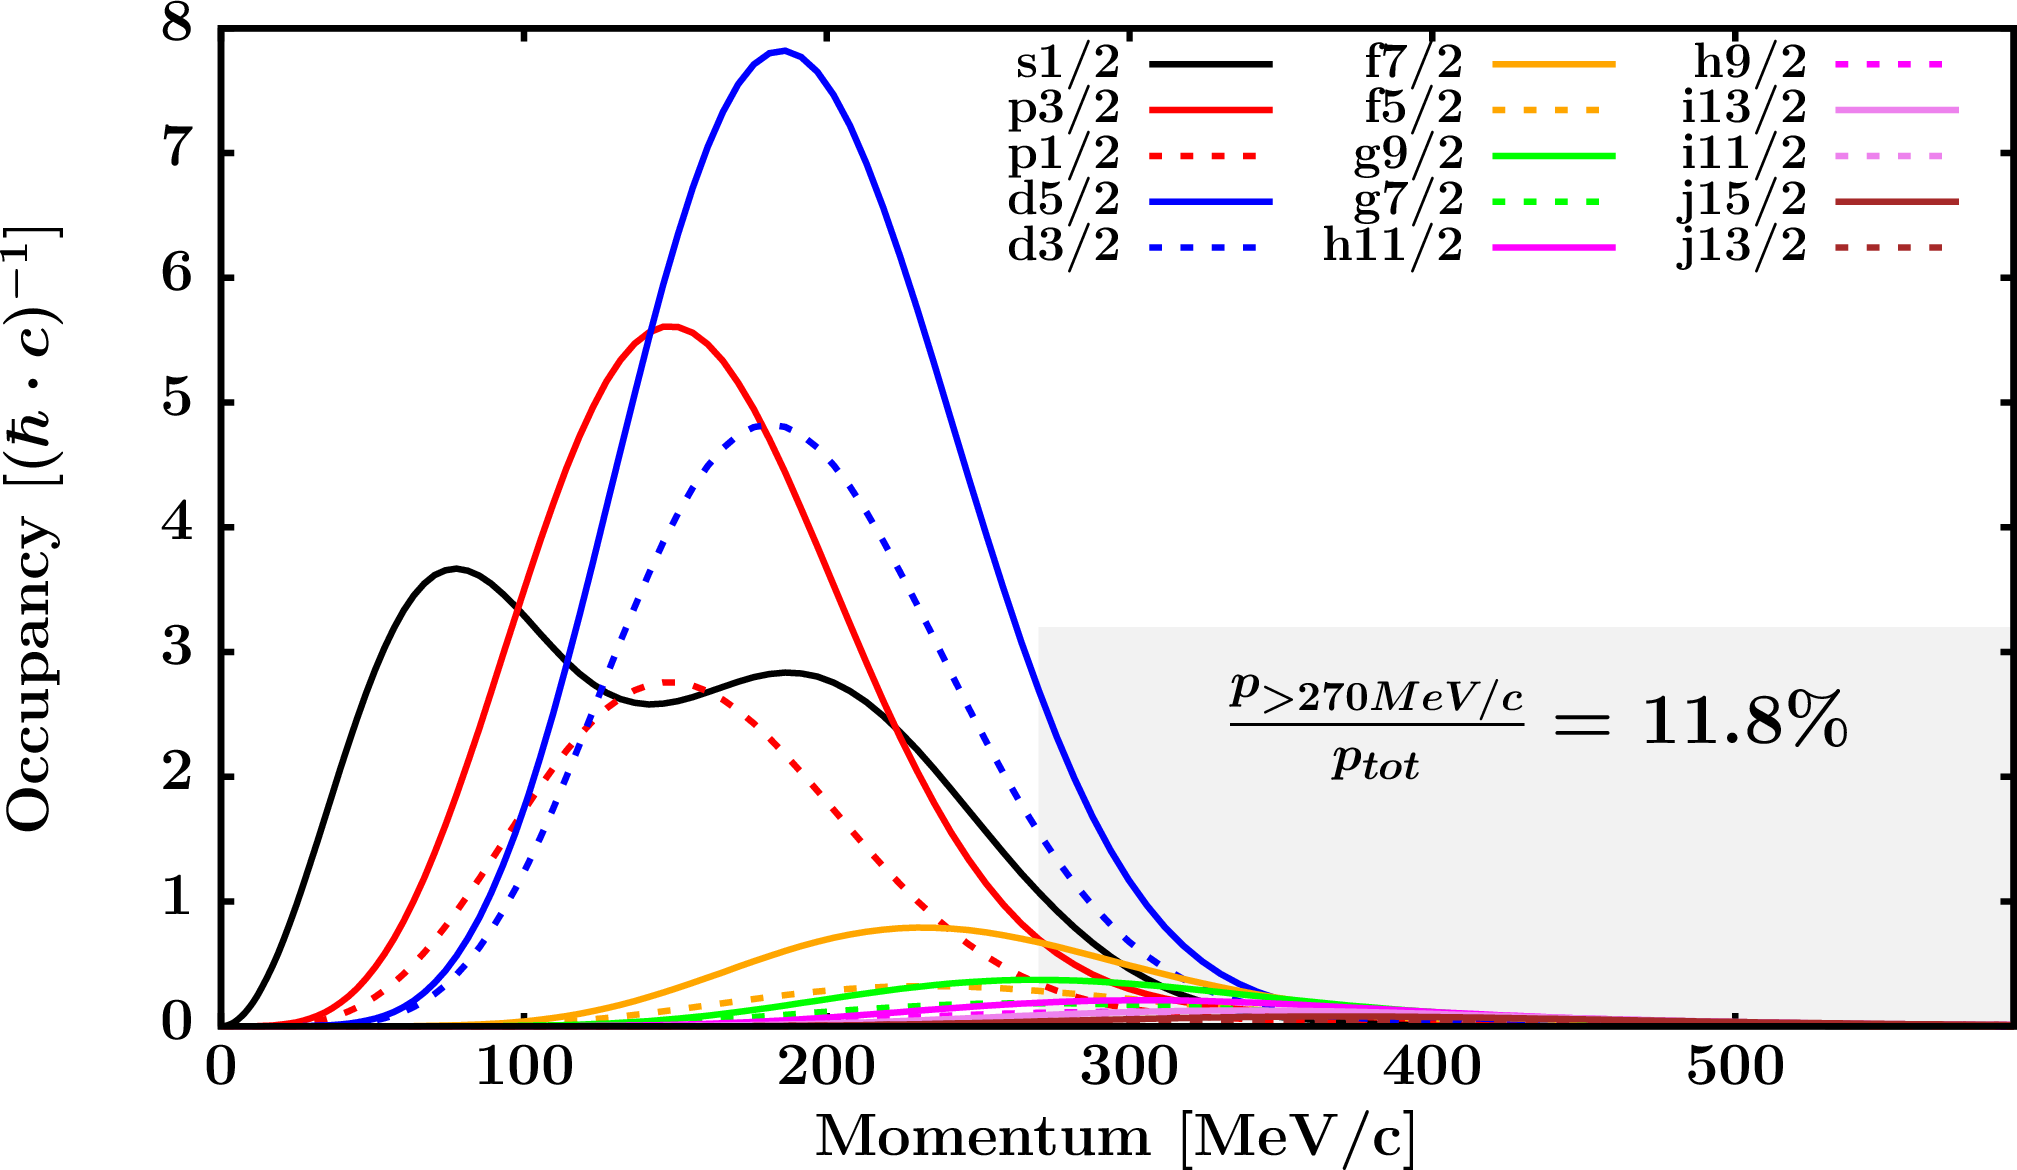 8
7
6
5
4
3
2
1
0
0 100 200 300 400 500
Occupancy [(ħ · c)⁻¹]
Momentum [MeV/c]
s1/2 f7/2 h9/2
p3/2 f5/2 i13/2
p1/2 g9/2 i11/2
d5/2 g7/2 j15/2
d3/2 h11/2 j13/2
p>270MeV/c
= 11.8%
ptot